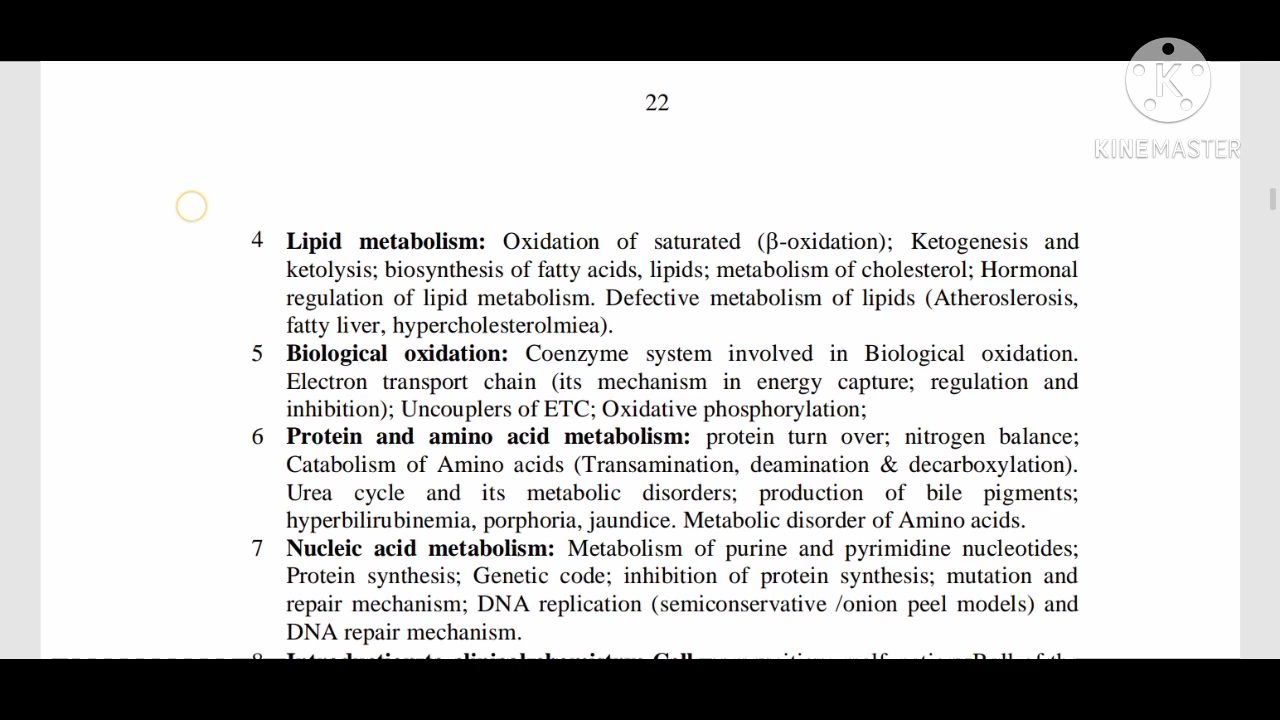 22
K
KINEMASTER
4 Lipid metabolism: Oxidation of saturated (β-oxidation); Ketogenesis and
ketolysis; biosynthesis of fatty acids, lipids; metabolism of cholesterol; Hormonal
regulation of lipid metabolism. Defective metabolism of lipids (Atheroslerosis,
fatty liver, hypercholesterolmiea).
5 Biological oxidation: Coenzyme system involved in Biological oxidation.
Electron transport chain (its mechanism in energy capture; regulation and
inhibition); Uncouplers of ETC; Oxidative phosphorylation;
6 Protein and amino acid metabolism: protein turn over; nitrogen balance;
Catabolism of Amino acids (Transamination, deamination & decarboxylation).
Urea cycle and its metabolic disorders; production of bile pigments;
hyperbilirubinemia, porphoria, jaundice. Metabolic disorder of Amino acids.
7 Nucleic acid metabolism: Metabolism of purine and pyrimidine nucleotides;
Protein synthesis; Genetic code; inhibition of protein synthesis; mutation and
repair mechanism; DNA replication (semiconservative /onion peel models) and
DNA repair mechanism.
8 Introduction to clinical chemistry: Cell;